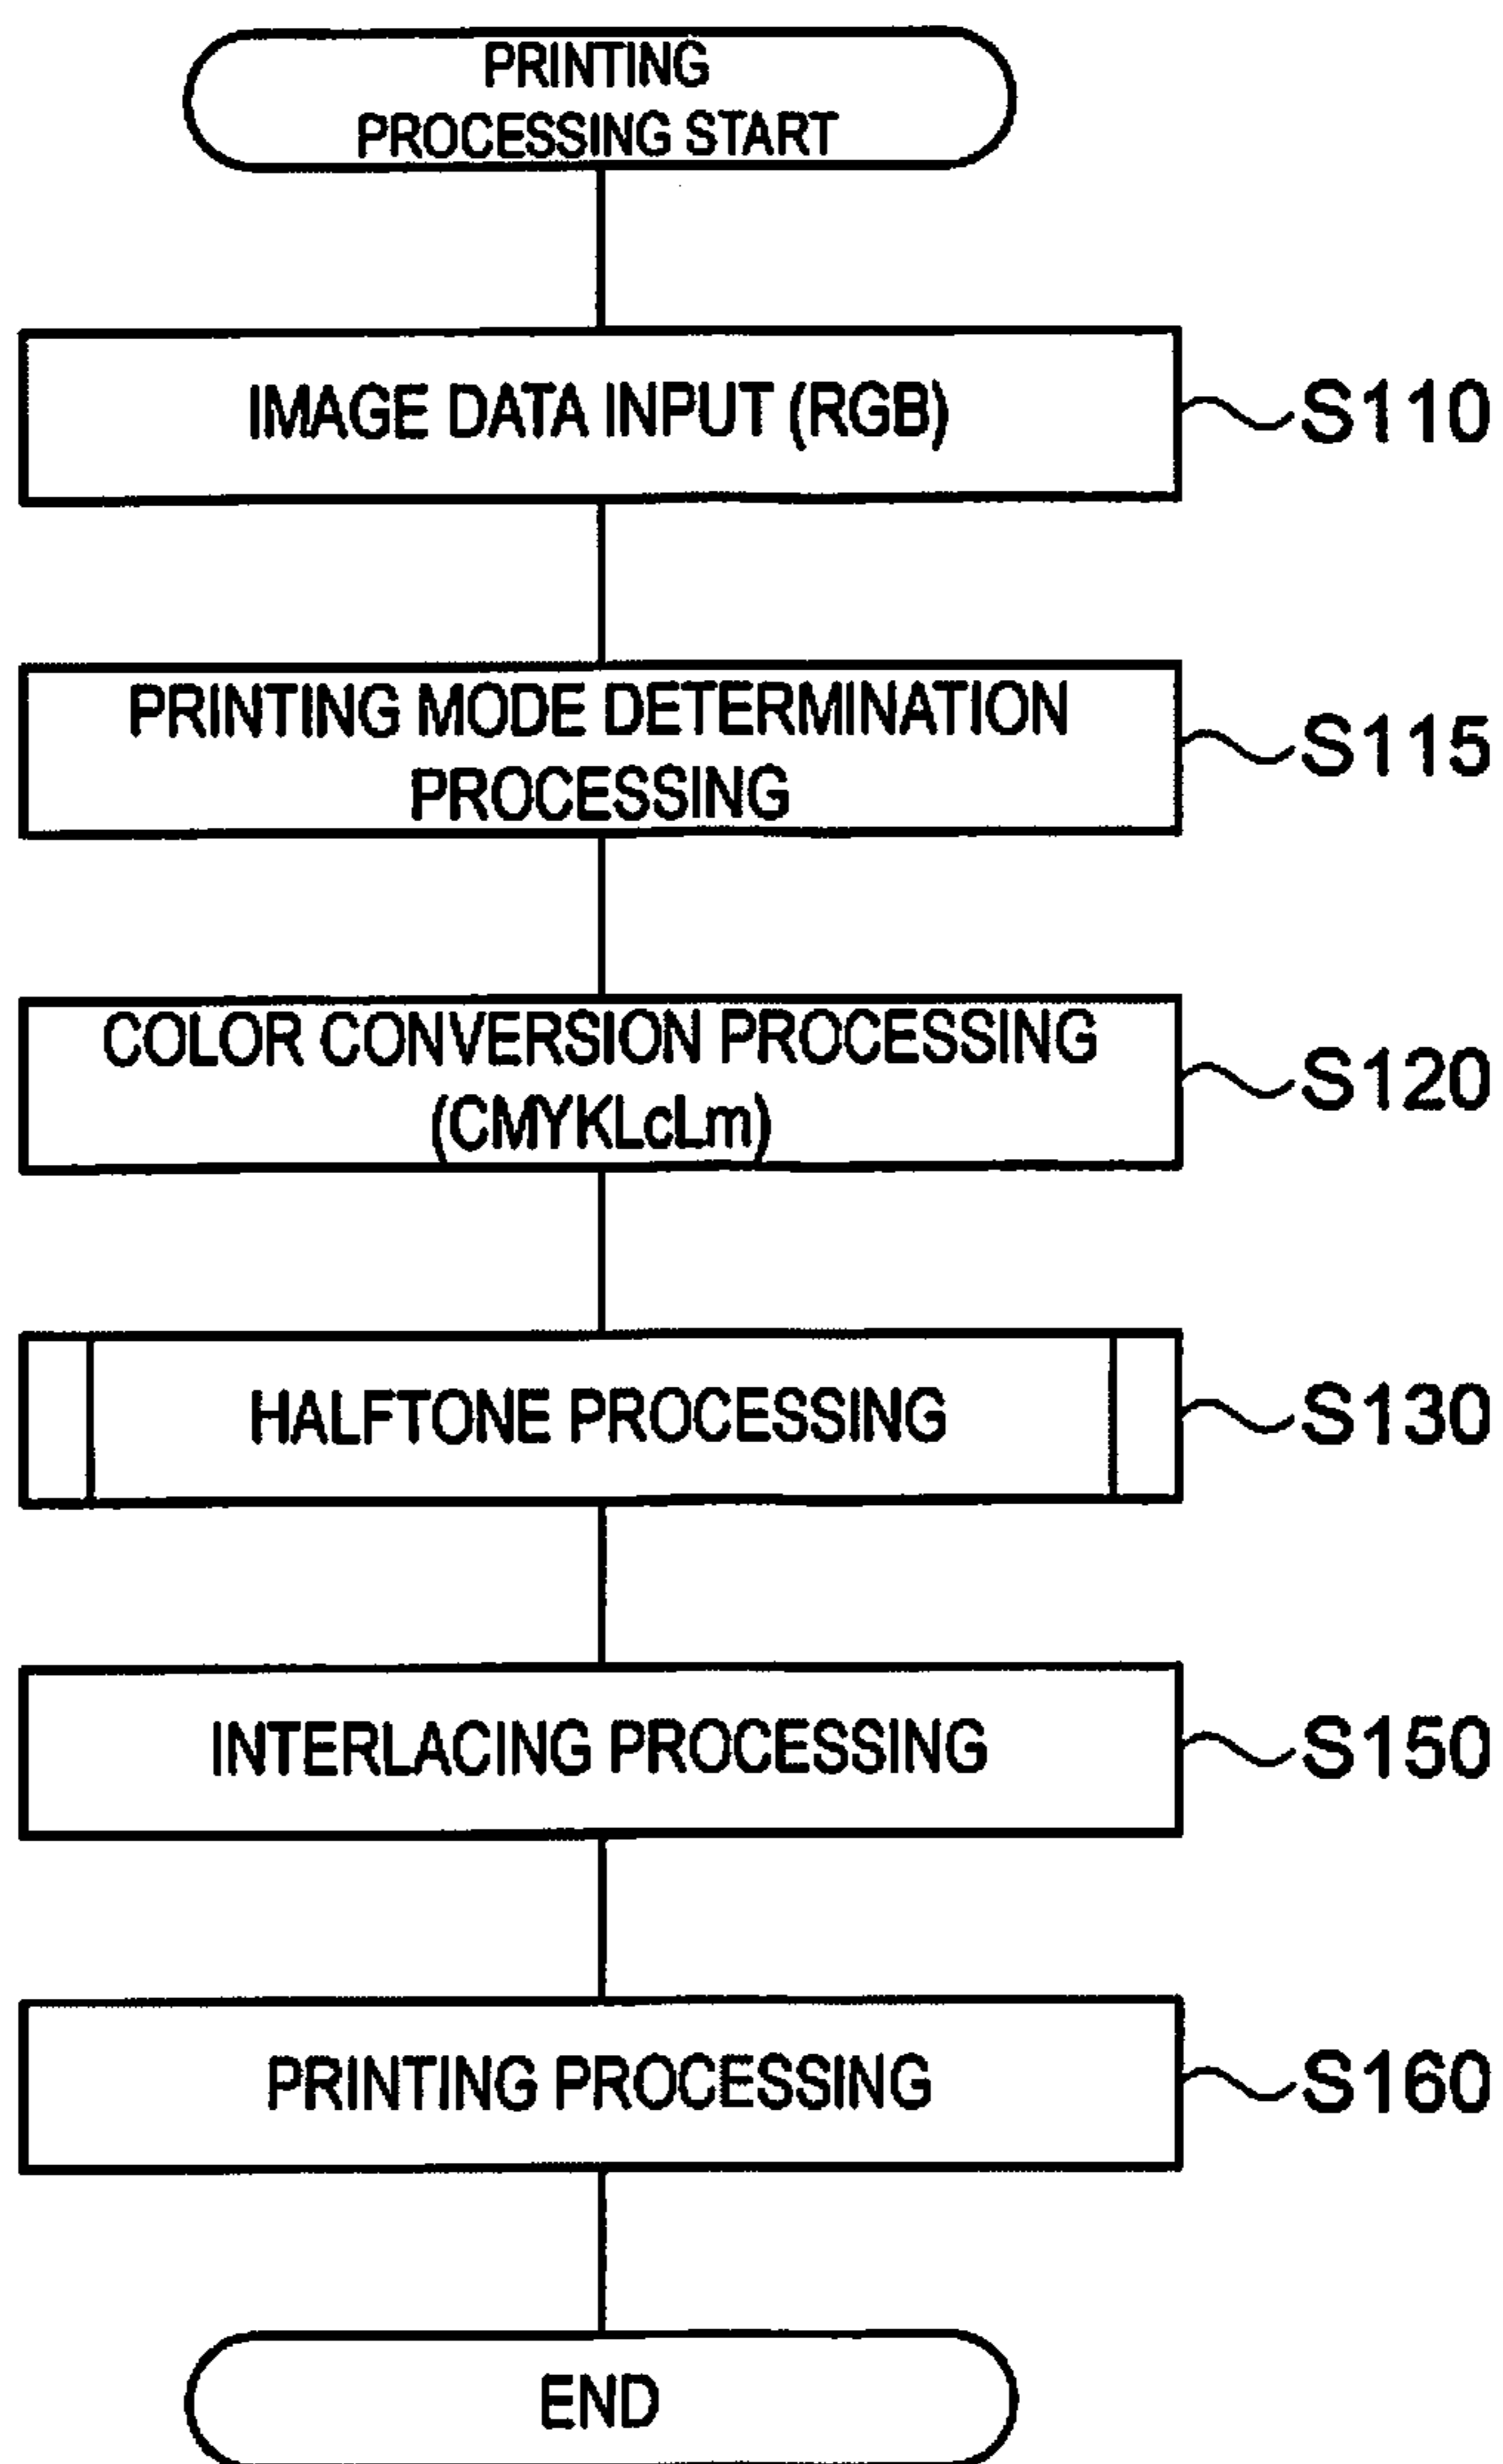 PRINTING
PROCESSING START
IMAGE DATA INPUT (RGB)
S110
PRINTING MODE DETERMINATION
PROCESSING
S115
COLOR CONVERSION PROCESSING
(CMYKLcLm)
S120
HALFTONE PROCESSING
S130
INTERLACING PROCESSING
S150
PRINTING PROCESSING
S160
END